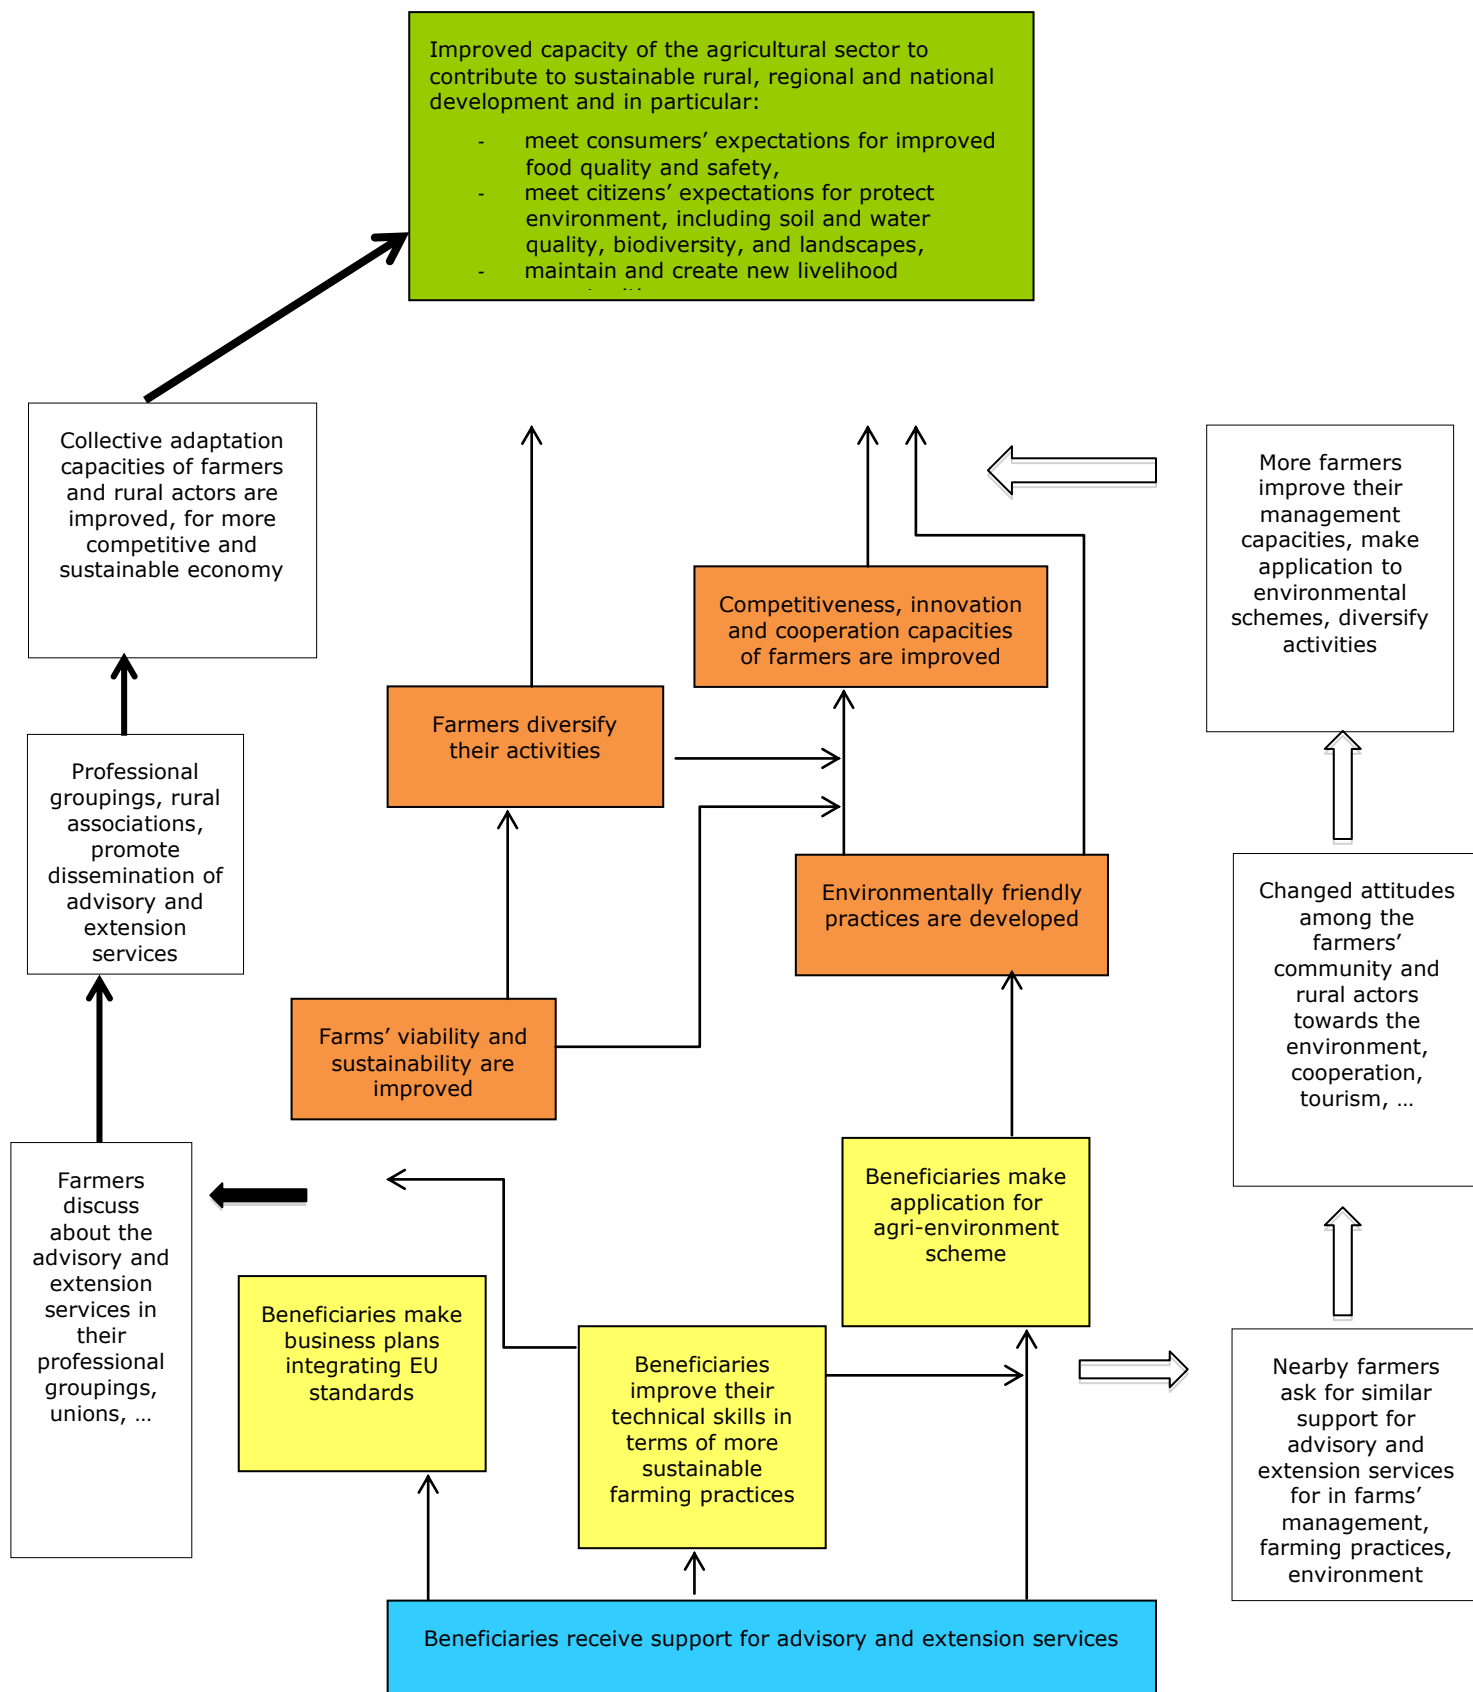 Improved capacity of the agricultural sector to
contribute to sustainable rural, regional and national
development and in particular:
- meet consumers’ expectations for improved
food quality and safety,
- meet citizens’ expectations for protect
environment, including soil and water
quality, biodiversity, and landscapes,
- maintain and create new livelihood
Collective adaptation
capacities of farmers
and rural actors are
improved, for more
competitive and
sustainable economy
More farmers
improve their
management
capacities, make
application to
environmental
schemes, diversify
activities
Competitiveness, innovation
and cooperation capacities
of farmers are improved
Farmers diversify
their activities
Professional
groupings, rural
associations,
promote
dissemination of
advisory and
extension
services
Environmentally friendly
practices are developed
Changed attitudes
among the
farmers’
community and
rural actors
towards the
environment,
cooperation,
tourism, …
Farms’ viability and
sustainability are
improved
Farmers
discuss
about the
advisory and
extension
services in
their
professional
groupings,
unions, …
Beneficiaries make
application for
agri-environment
scheme
Beneficiaries make
business plans
integrating EU
standards
Beneficiaries
improve their
technical skills in
terms of more
sustainable
farming practices
Nearby farmers
ask for similar
support for
advisory and
extension services
for in farms’
management,
farming practices,
environment
Beneficiaries receive support for advisory and extension services